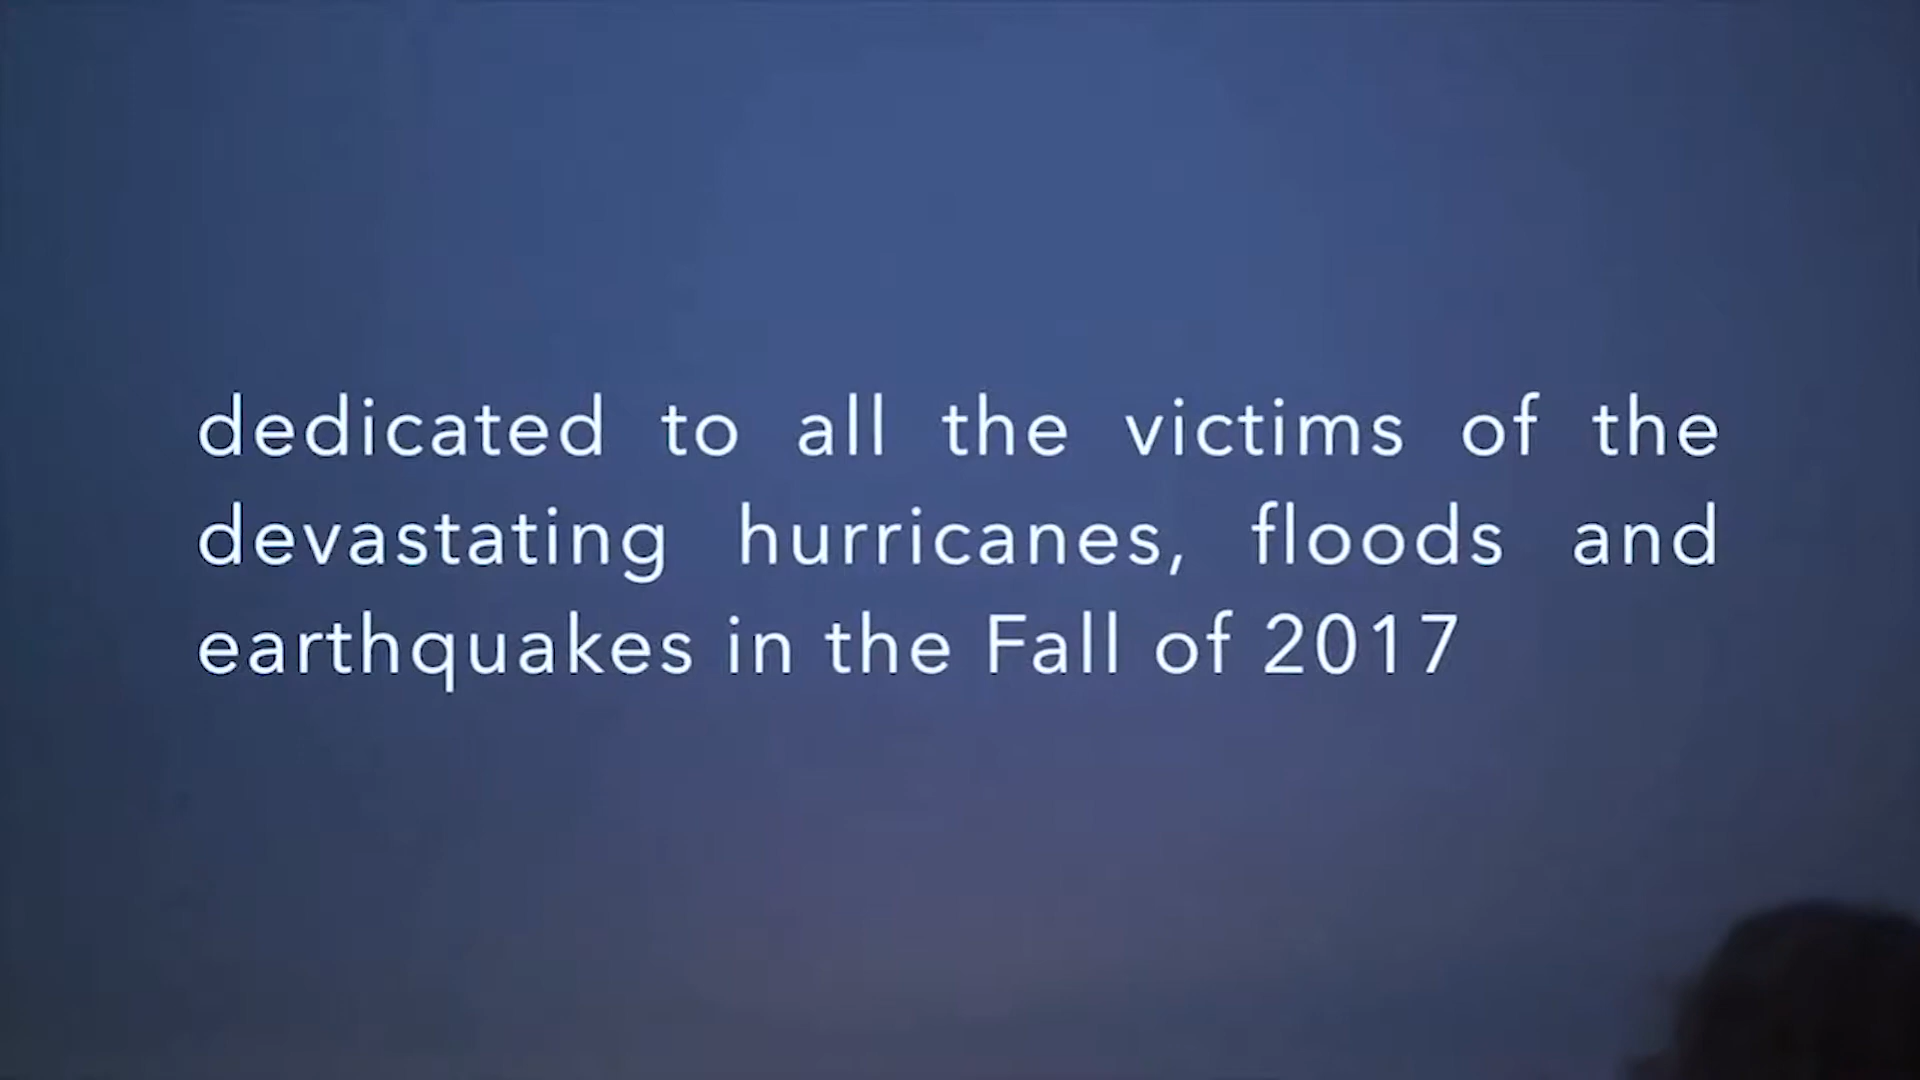 dedicated to all the victims of the
devastating hurricanes, floods and
earthquakes in the Fall of 2017